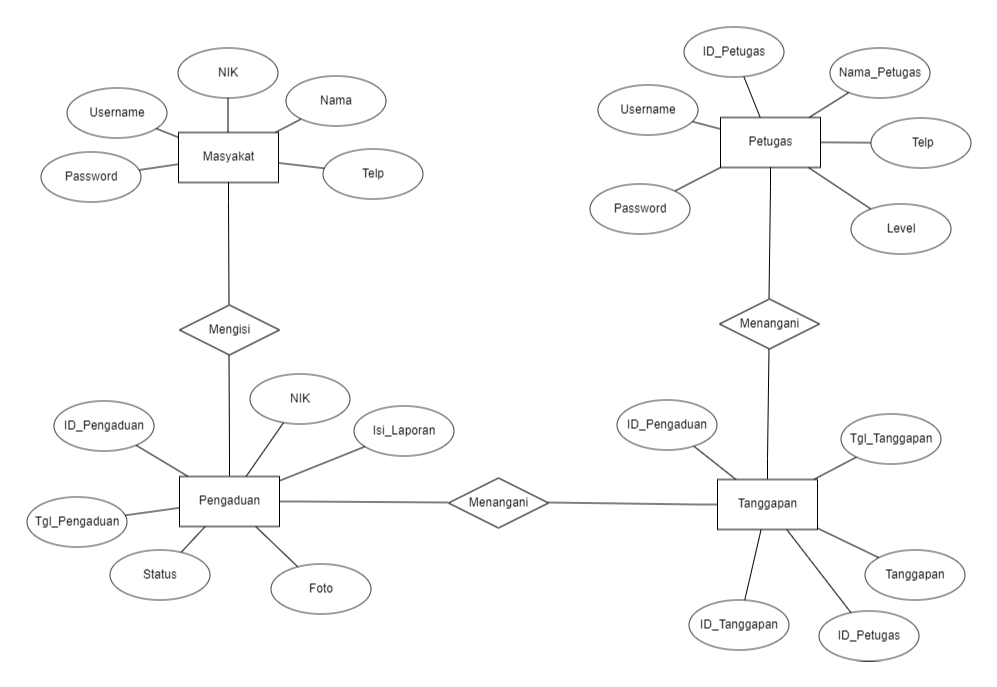 ID_Petugas
NIK
Nama_Petugas
Nama
Username
Username
Petugas
Telp
Masyakat
Password
Telp
Password
Level
Mengisi
Menangani
NIK
ID_Pengaduan
Isi_Laporan
ID_Pengaduan
Tgl_Tanggapan
Pengaduan
Menangani
Tanggapan
Tgl_Pengaduan
Status
Foto
Tanggapan
ID_Tanggapan
ID_Petugas